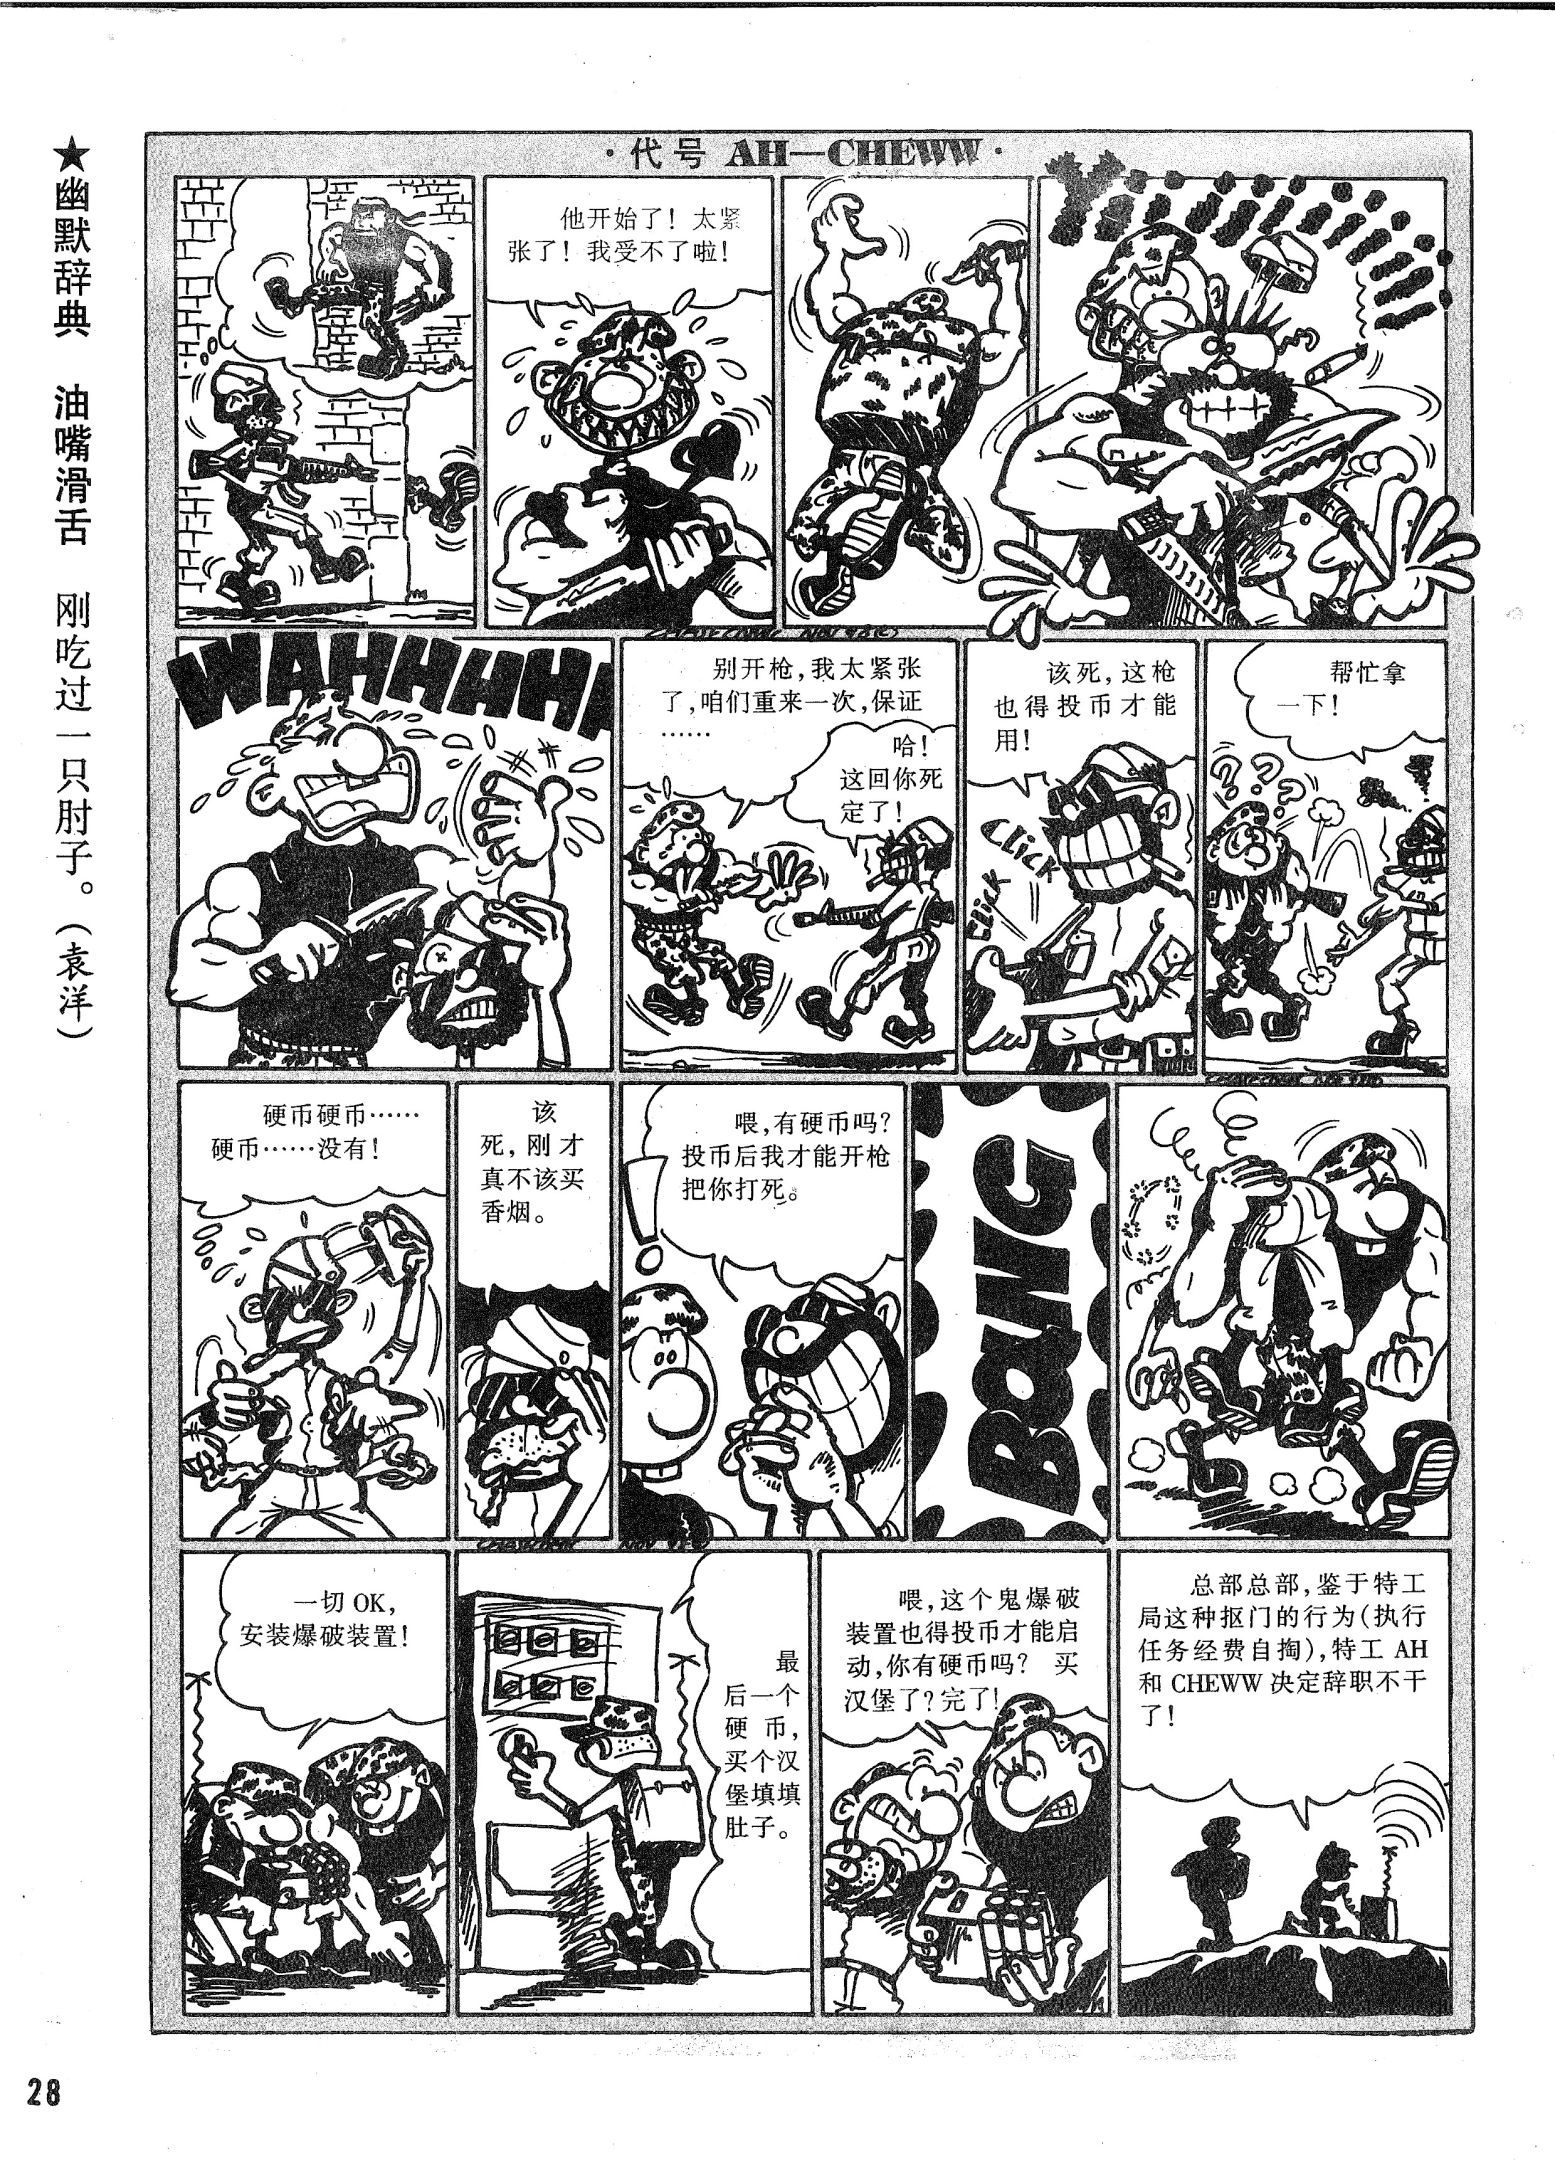 ·代号 AH—CHEWW·
★幽默辞典　油嘴滑舌　刚吃过一只肘子。(袁洋)
他开始了！太紧
张了！我受不了啦！
WAHHHHHH
别开枪，我太紧张
了，咱们重来一次，保证
……
哈！
这回你死
定了！
该死，这枪
也得投币才能
用！
Click
Click
帮忙拿
一下！
???
硬币硬币……
硬币……没有！
该
死，刚才
真不该买
香烟。
!
喂，有硬币吗？
投币后我才能开枪
把你打死。
BANG
一切 OK，
安装爆破装置！
最
后一个
硬币，
买个汉
堡填填
肚子。
喂，这个鬼爆破
装置也得投币才能启
动，你有硬币吗？ 买
汉堡了？完了！
总部总部，鉴于特工
局这种抠门的行为(执行
任务经费自掏)，特工 AH
和 CHEWW 决定辞职不干
了！
28